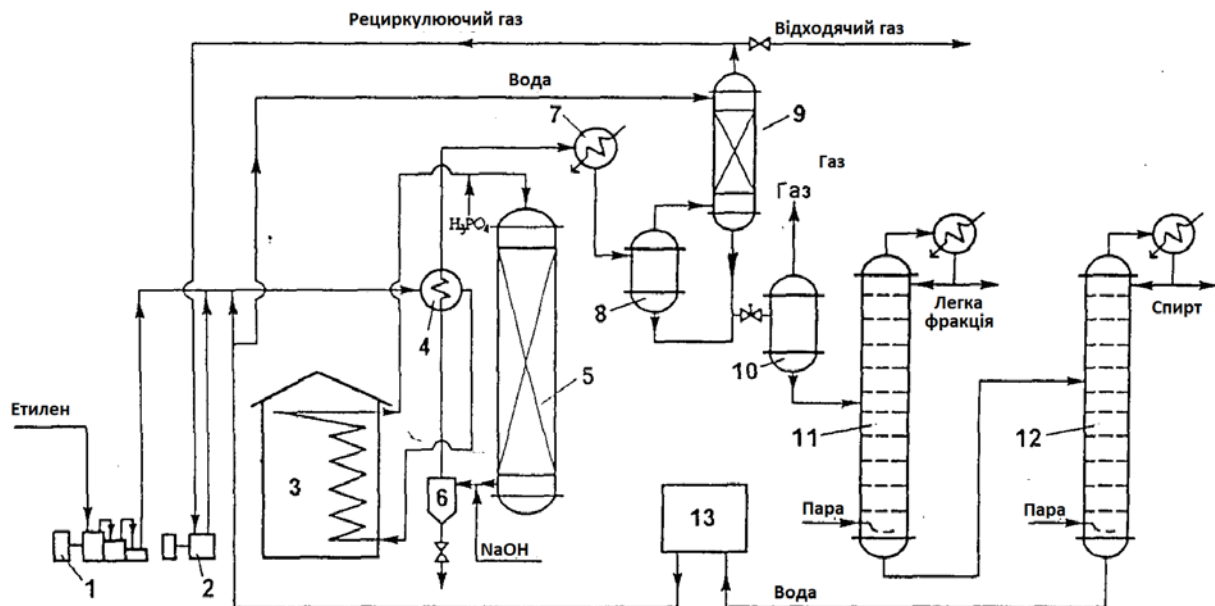 Рециркулюючий газ
Відходячий газ
Вода
7
9
Газ
Газ
H₃PO₄
8
4
10
Легка
фракція
Спирт
5
11
12
Етилен
3
6
13
Пара
Пара
NaOH
1
2
Вода